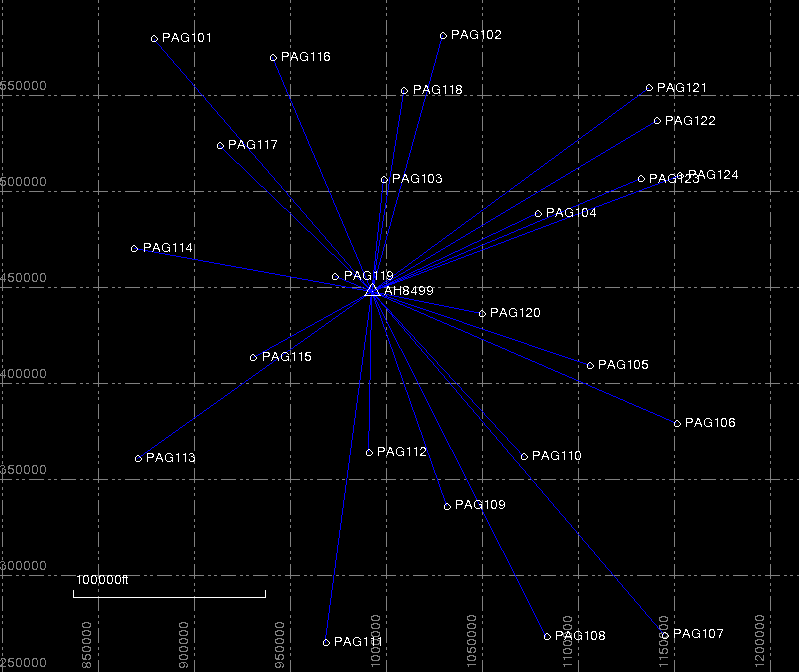 PAG101
PAG102
PAG116
PAG118
550000
PAG121
PAG122
PAG117
PAG124
PAG123
PAG103
500000
PAG104
PAG114
PAG119
450000
AH8499
PAG120
PAG115
PAG105
400000
PAG106
PAG112
PAG110
PAG113
350000
PAG109
300000
100000ft
PAG111
PAG108
PAG107
850000
900000
950000
1000000
1050000
1100000
1150000
1200000
250000